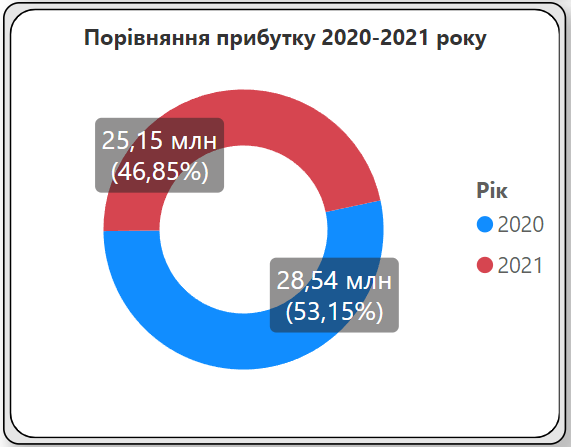 Порівняння прибутку 2020-2021 року
25,15 млн
(46,85%)
28,54 млн
(53,15%)
Рік
2020
2021